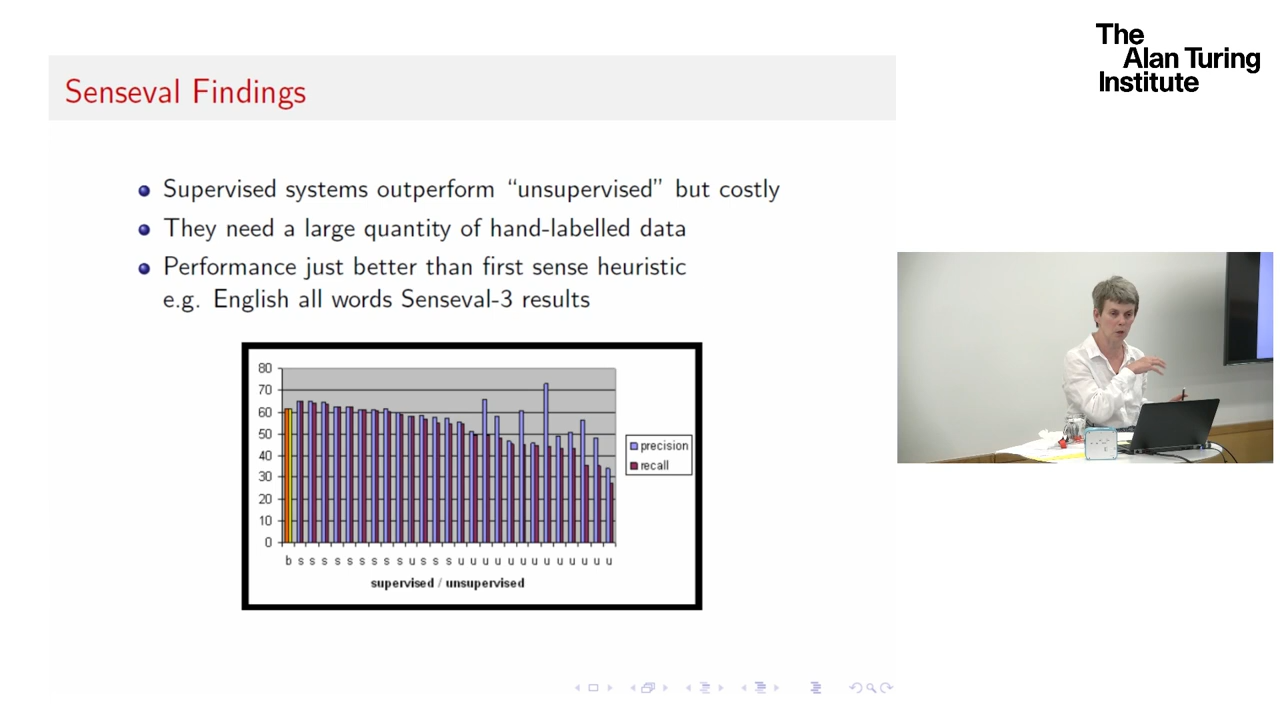 The
Alan Turing
Institute
Senseval Findings
Supervised systems outperform “unsupervised” but costly
They need a large quantity of hand-labelled data
Performance just better than first sense heuristic
e.g. English all words Senseval-3 results
80
70
60
50
40
30
20
10
0
precision
recall
b s s s s s s s s s u s s s u u u u u u u u u u u u u
supervised / unsupervised